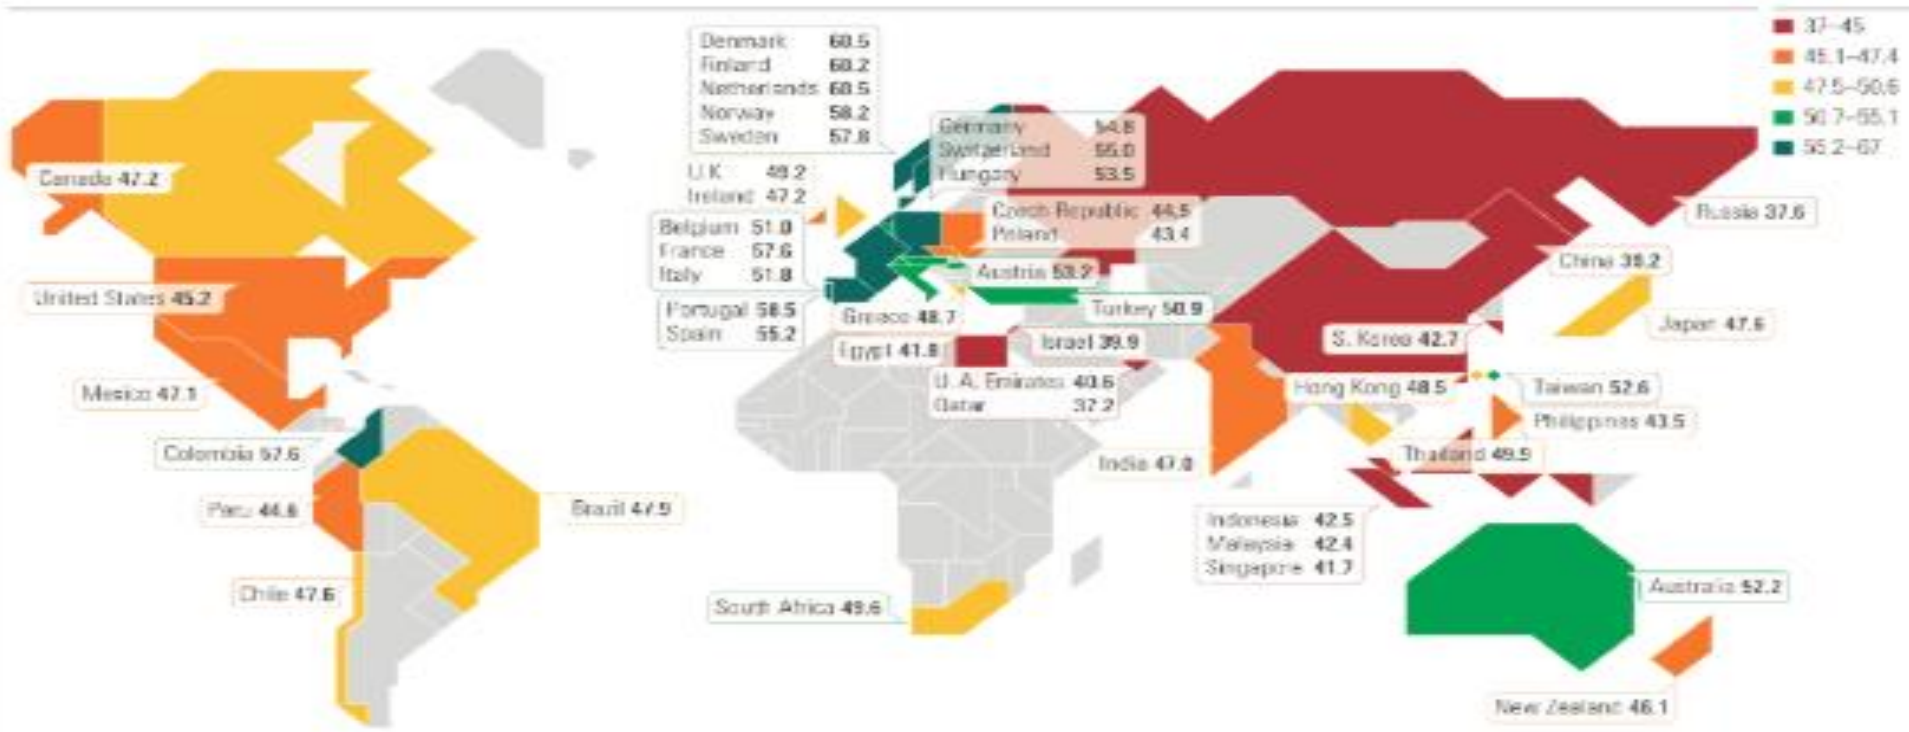 37–45
45.1–47.4
47.5–50.6
50.7–55.1
55.2–67
Denmark 60.5
Finland 60.2
Netherlands 60.5
Norway 58.2
Sweden 57.8
Germany 54.8
Switzerland 55.0
Hungary 53.5
U.K. 49.2
Ireland 47.2
Canada 47.2
Czech Republic 44.5
Poland 43.4
Russia 37.6
Belgium 51.0
France 57.6
Italy 51.8
China 39.2
Austria 53.2
United States 45.2
Portugal 58.5
Spain 55.2
Greece 48.7
Turkey 50.9
Japan 47.6
Egypt 41.8
Israel 39.9
S. Korea 42.7
U. A. Emirates 40.6
Qatar 37.2
Hong Kong 48.5
Taiwan 52.6
Mexico 47.1
Philippines 43.5
Colombia 57.6
India 47.0
Thailand 49.9
Peru 44.6
Brazil 47.9
Indonesia 42.5
Malaysia 42.4
Singapore 41.7
Chile 47.6
South Africa 49.6
Australia 52.2
New Zealand 46.1